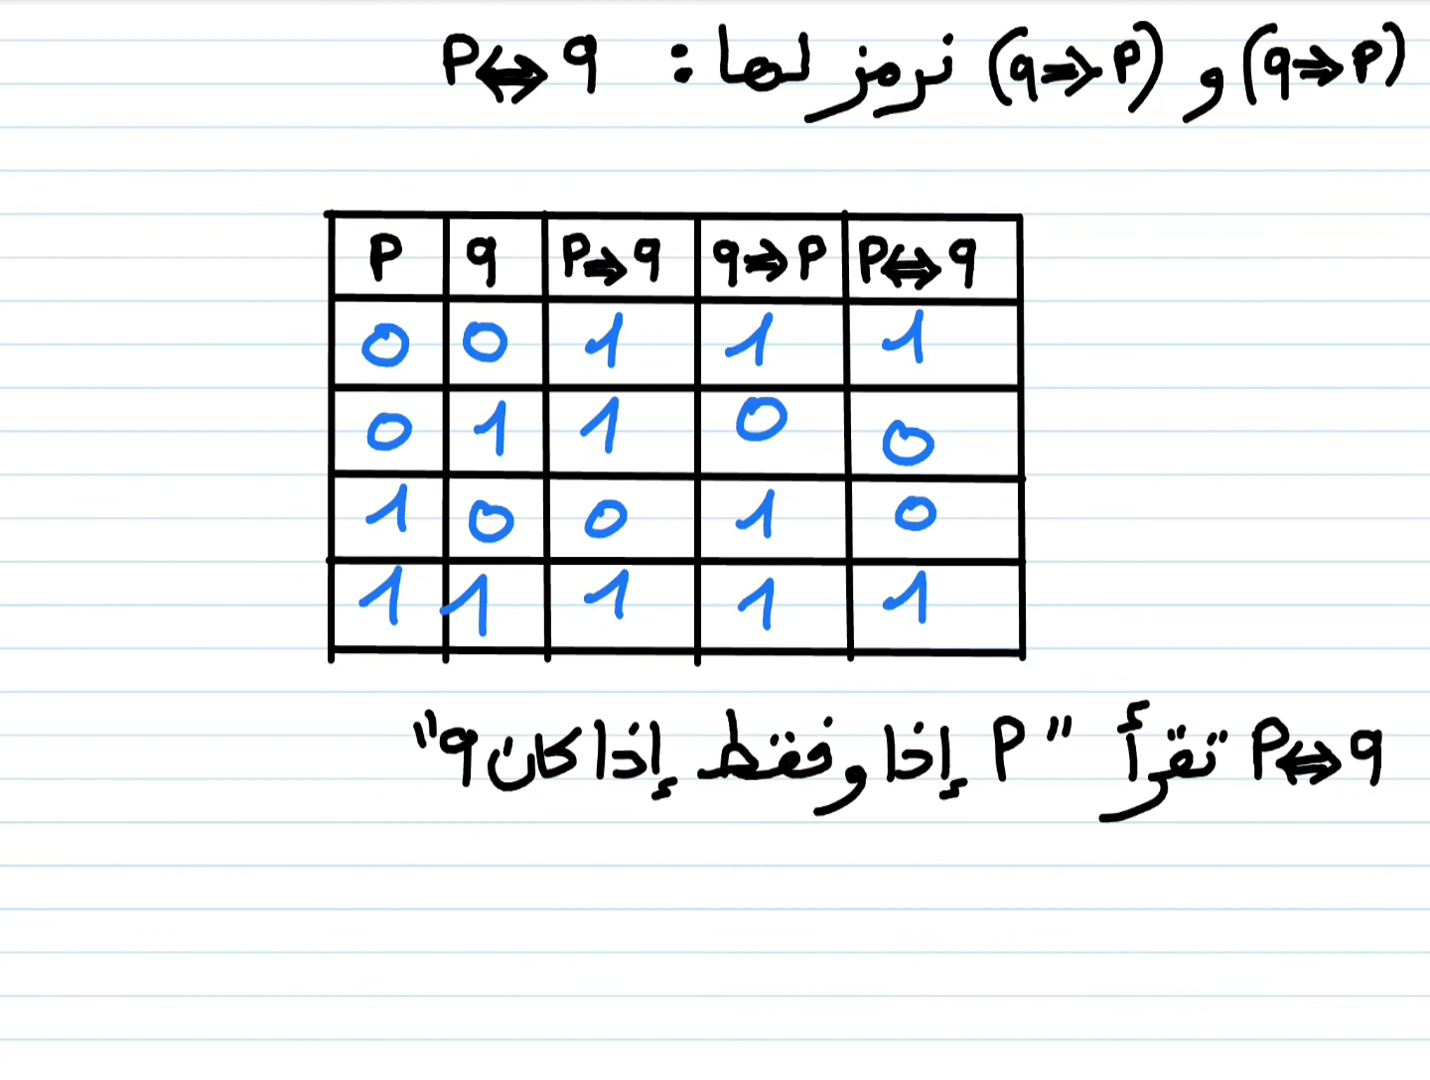 (q⇒P) و (q⇒P) نرمز لها : P⇔q
P q P⇒q q⇒P P⇔q
0 0 1 1 1
0 1 1 0 0
1 0 0 1 0
1 1 1 1 1
P⇔q تقرأ "P إذا وفقط إذا كان q"